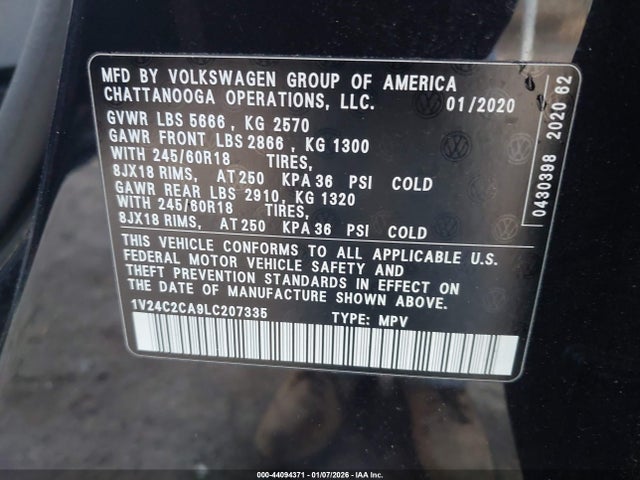 MFD BY VOLKSWAGEN GROUP OF AMERICA
CHATTANOOGA OPERATIONS, LLC. 01/2020
GVWR LBS 5666 , KG 2570
GAWR FRONT LBS 2866 , KG 1300
WITH 245/60R18 TIRES,
8JX18 RIMS, AT 250 KPA 36 PSI COLD
GAWR REAR LBS 2910, KG 1320
WITH 245/60R18 TIRES,
8JX18 RIMS, AT 250 KPA 36 PSI COLD
THIS VEHICLE CONFORMS TO ALL APPLICABLE U.S.
FEDERAL MOTOR VEHICLE SAFETY AND
THEFT PREVENTION STANDARDS IN EFFECT ON
THE DATE OF MANUFACTURE SHOWN ABOVE.
1V24C2CA9LC207335 TYPE: MPV
0430398 2020 62
000-44094371 - 01/07/2026 - IAA Inc.